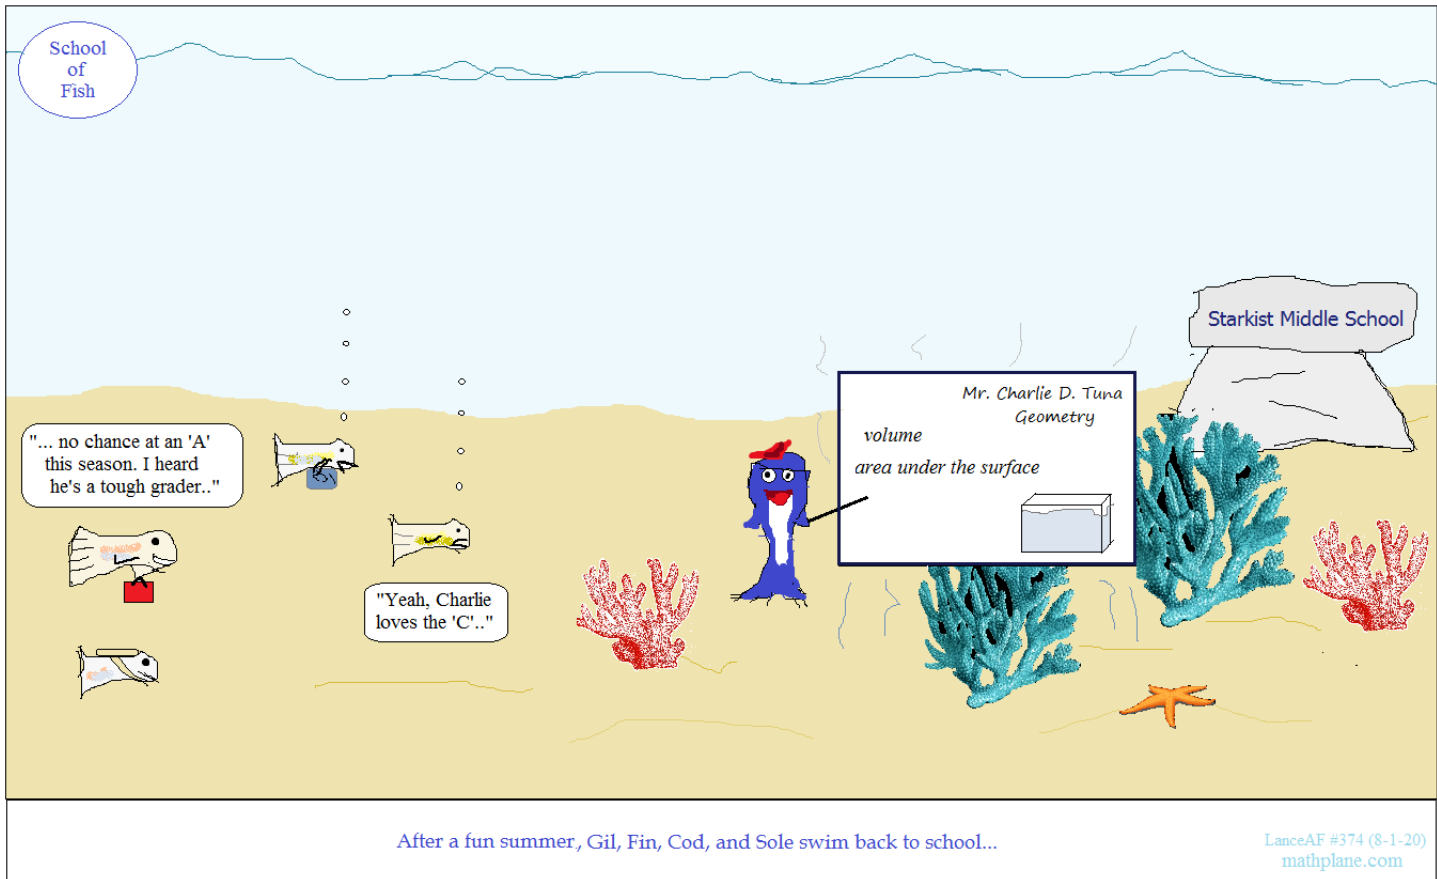 School
of
Fish
Starkist Middle School
Mr. Charlie D. Tuna
Geometry
volume
area under the surface
"... no chance at an 'A'
this season. I heard
he's a tough grader.."
"Yeah, Charlie
loves the 'C'.."
After a fun summer, Gil, Fin, Cod, and Sole swim back to school...
LanceAF #374 (8-1-20)
mathplane.com